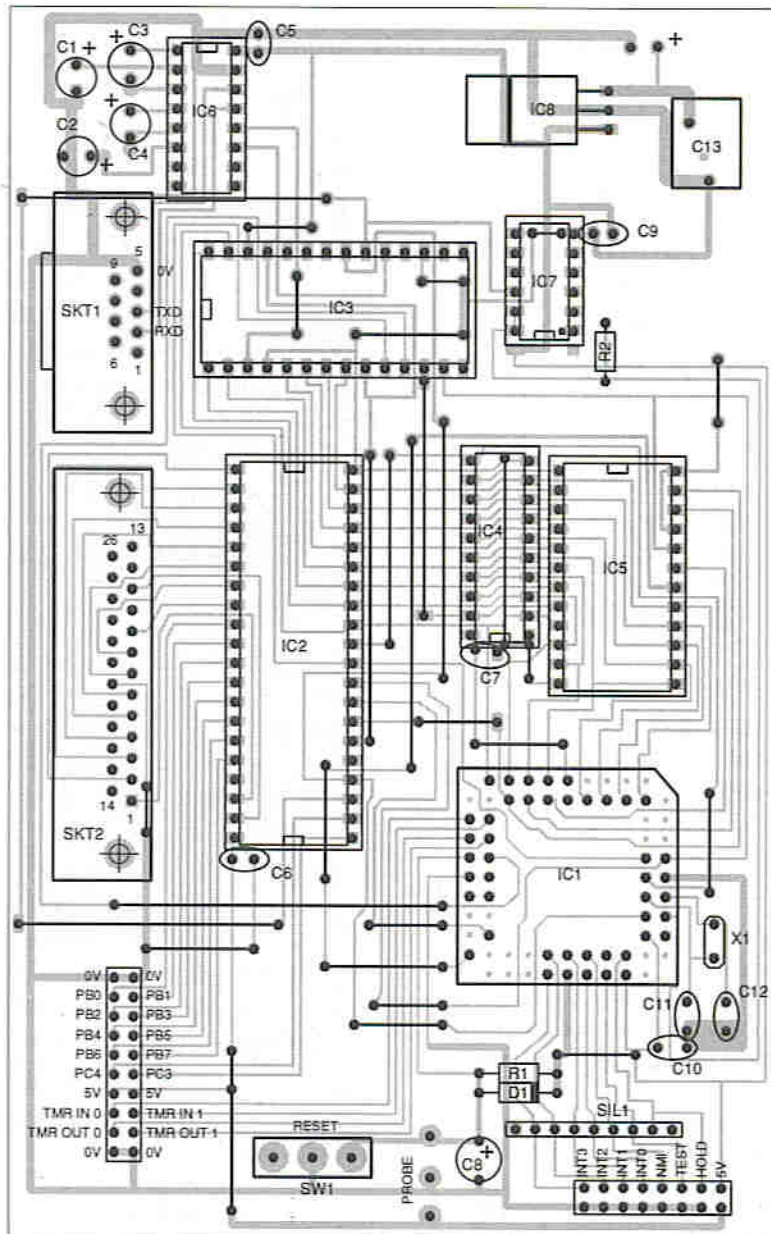 C1
+
+
C3
C5
+
IC6
IC8
+
C2
C4
+
C13
C9
IC7
5
9
0V
SKT1
TXD
RXD
6
1
IC3
R2
13
26
IC4
IC5
IC2
C7
14
1
SKT2
C6
IC1
X1
C11
C12
C10
0V 0V
PB0 PB1
PB2 PB3
PB4 PB5
PB6 PB7
PC4 PC3
5V 5V
TMR IN 0 TMR IN 1
TMR OUT 0 TMR OUT 1
0V 0V
R1
D1
SIL1
RESET
SW1
PROBE
+
C8
INT3
INT2
INT1
INT0
NMI
TEST
HOLD
5V